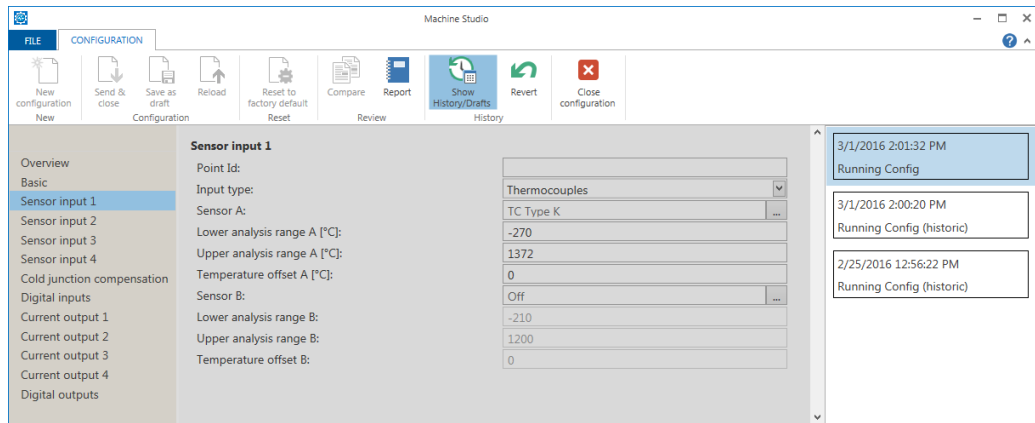 Machine Studio
FILE
CONFIGURATION
New
configuration
Send &
close
Save as
draft
Reload
Reset to
factory default
Compare
Report
Show
History/Drafts
Revert
Close
configuration
New
Configuration
Reset
Review
History
Overview
Basic
Sensor input 1
Sensor input 2
Sensor input 3
Sensor input 4
Cold junction compensation
Digital inputs
Current output 1
Current output 2
Current output 3
Current output 4
Digital outputs
Sensor input 1
Point Id:
Input type: Thermocouples
Sensor A: TC Type K ...
Lower analysis range A [°C]: -270
Upper analysis range A [°C]: 1372
Temperature offset A [°C]: 0
Sensor B: Off ...
Lower analysis range B: -210
Upper analysis range B: 1200
Temperature offset B: 0
3/1/2016 2:01:32 PM
Running Config
3/1/2016 2:00:20 PM
Running Config (historic)
2/25/2016 12:56:22 PM
Running Config (historic)